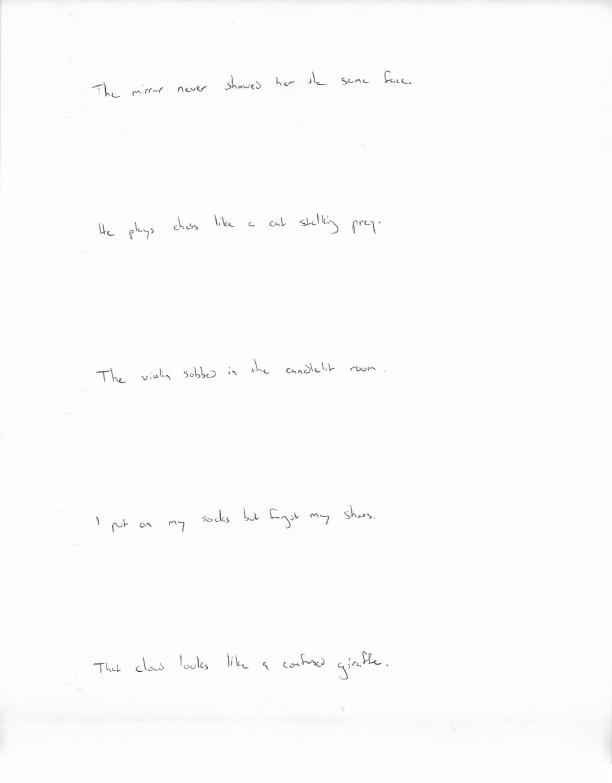 The mirror never showed her the same face.
He plays chess like a cat stalking prey.
The violin sobbed in the candlelit room.
I put on my socks but forgot my shoes.
That cloud looks like a confused giraffe.